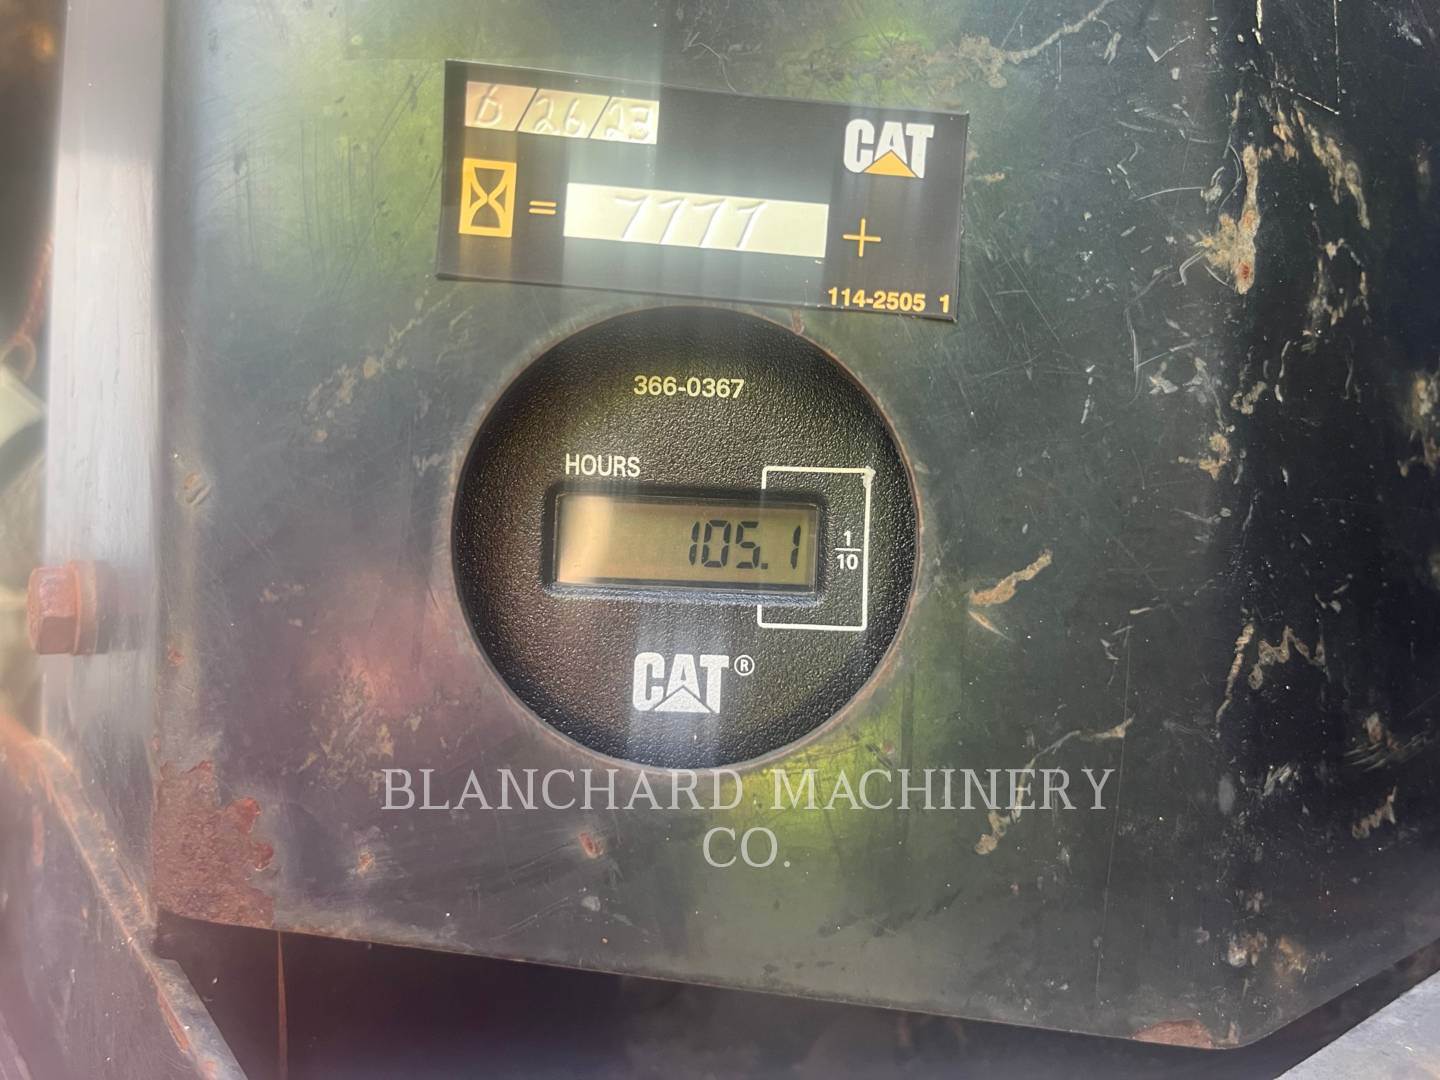 6/26/23
CAT
= 7777 +
114-2505 1
366-0367
HOURS
105.1
1
10
CAT®
BLANCHARD MACHINERY
CO.